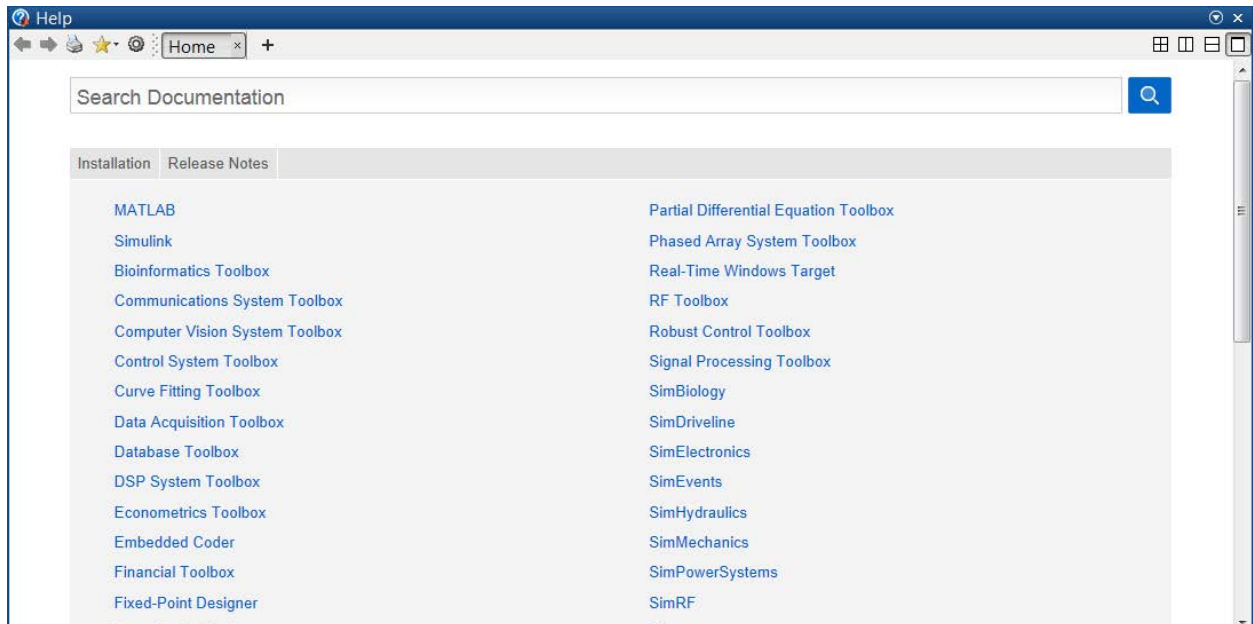 Help
Home
Search Documentation
Installation Release Notes
MATLAB
Simulink
Bioinformatics Toolbox
Communications System Toolbox
Computer Vision System Toolbox
Control System Toolbox
Curve Fitting Toolbox
Data Acquisition Toolbox
Database Toolbox
DSP System Toolbox
Econometrics Toolbox
Embedded Coder
Financial Toolbox
Fixed-Point Designer
Partial Differential Equation Toolbox
Phased Array System Toolbox
Real-Time Windows Target
RF Toolbox
Robust Control Toolbox
Signal Processing Toolbox
SimBiology
SimDriveline
SimElectronics
SimEvents
SimHydraulics
SimMechanics
SimPowerSystems
SimRF